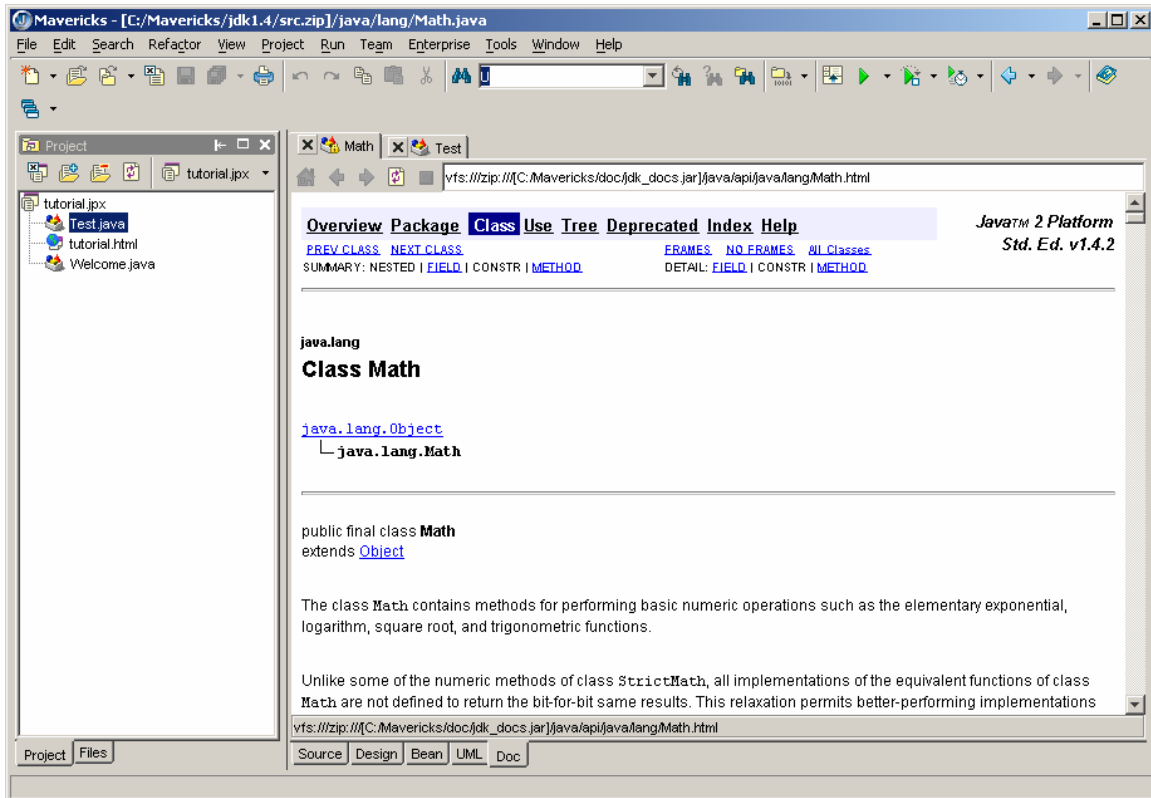 Mavericks - [C:/Mavericks/jdk1.4/src.zip]/java/lang/Math.java
File Edit Search Refactor View Project Run Team Enterprise Tools Window Help
U
Project
tutorial.jpx
tutorial.jpx
Test.java
tutorial.html
Welcome.java
Project Files
Math Test
vfs:///zip:///[C:/Mavericks/doc/jdk_docs.jar]/java/api/java/lang/Math.html
Overview Package Class Use Tree Deprecated Index Help
Java™ 2 Platform
Std. Ed. v1.4.2
PREV CLASS NEXT CLASS FRAMES NO FRAMES All Classes
SUMMARY: NESTED | FIELD | CONSTR | METHOD DETAIL: FIELD | CONSTR | METHOD
java.lang
Class Math
java.lang.Object
java.lang.Math
public final class Math
extends Object
The class Math contains methods for performing basic numeric operations such as the elementary exponential,
logarithm, square root, and trigonometric functions.
Unlike some of the numeric methods of class StrictMath, all implementations of the equivalent functions of class
Math are not defined to return the bit-for-bit same results. This relaxation permits better-performing implementations
vfs:///zip:///[C:/Mavericks/doc/jdk_docs.jar]/java/api/java/lang/Math.html
Source Design Bean UML Doc